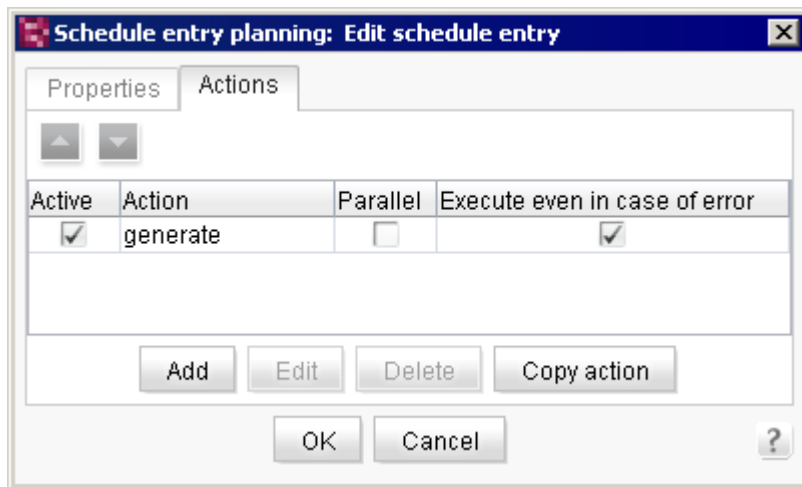 Schedule entry planning: Edit schedule entry
Properties Actions
Active Action Parallel Execute even in case of error
generate
Add Edit Delete Copy action
OK Cancel ?